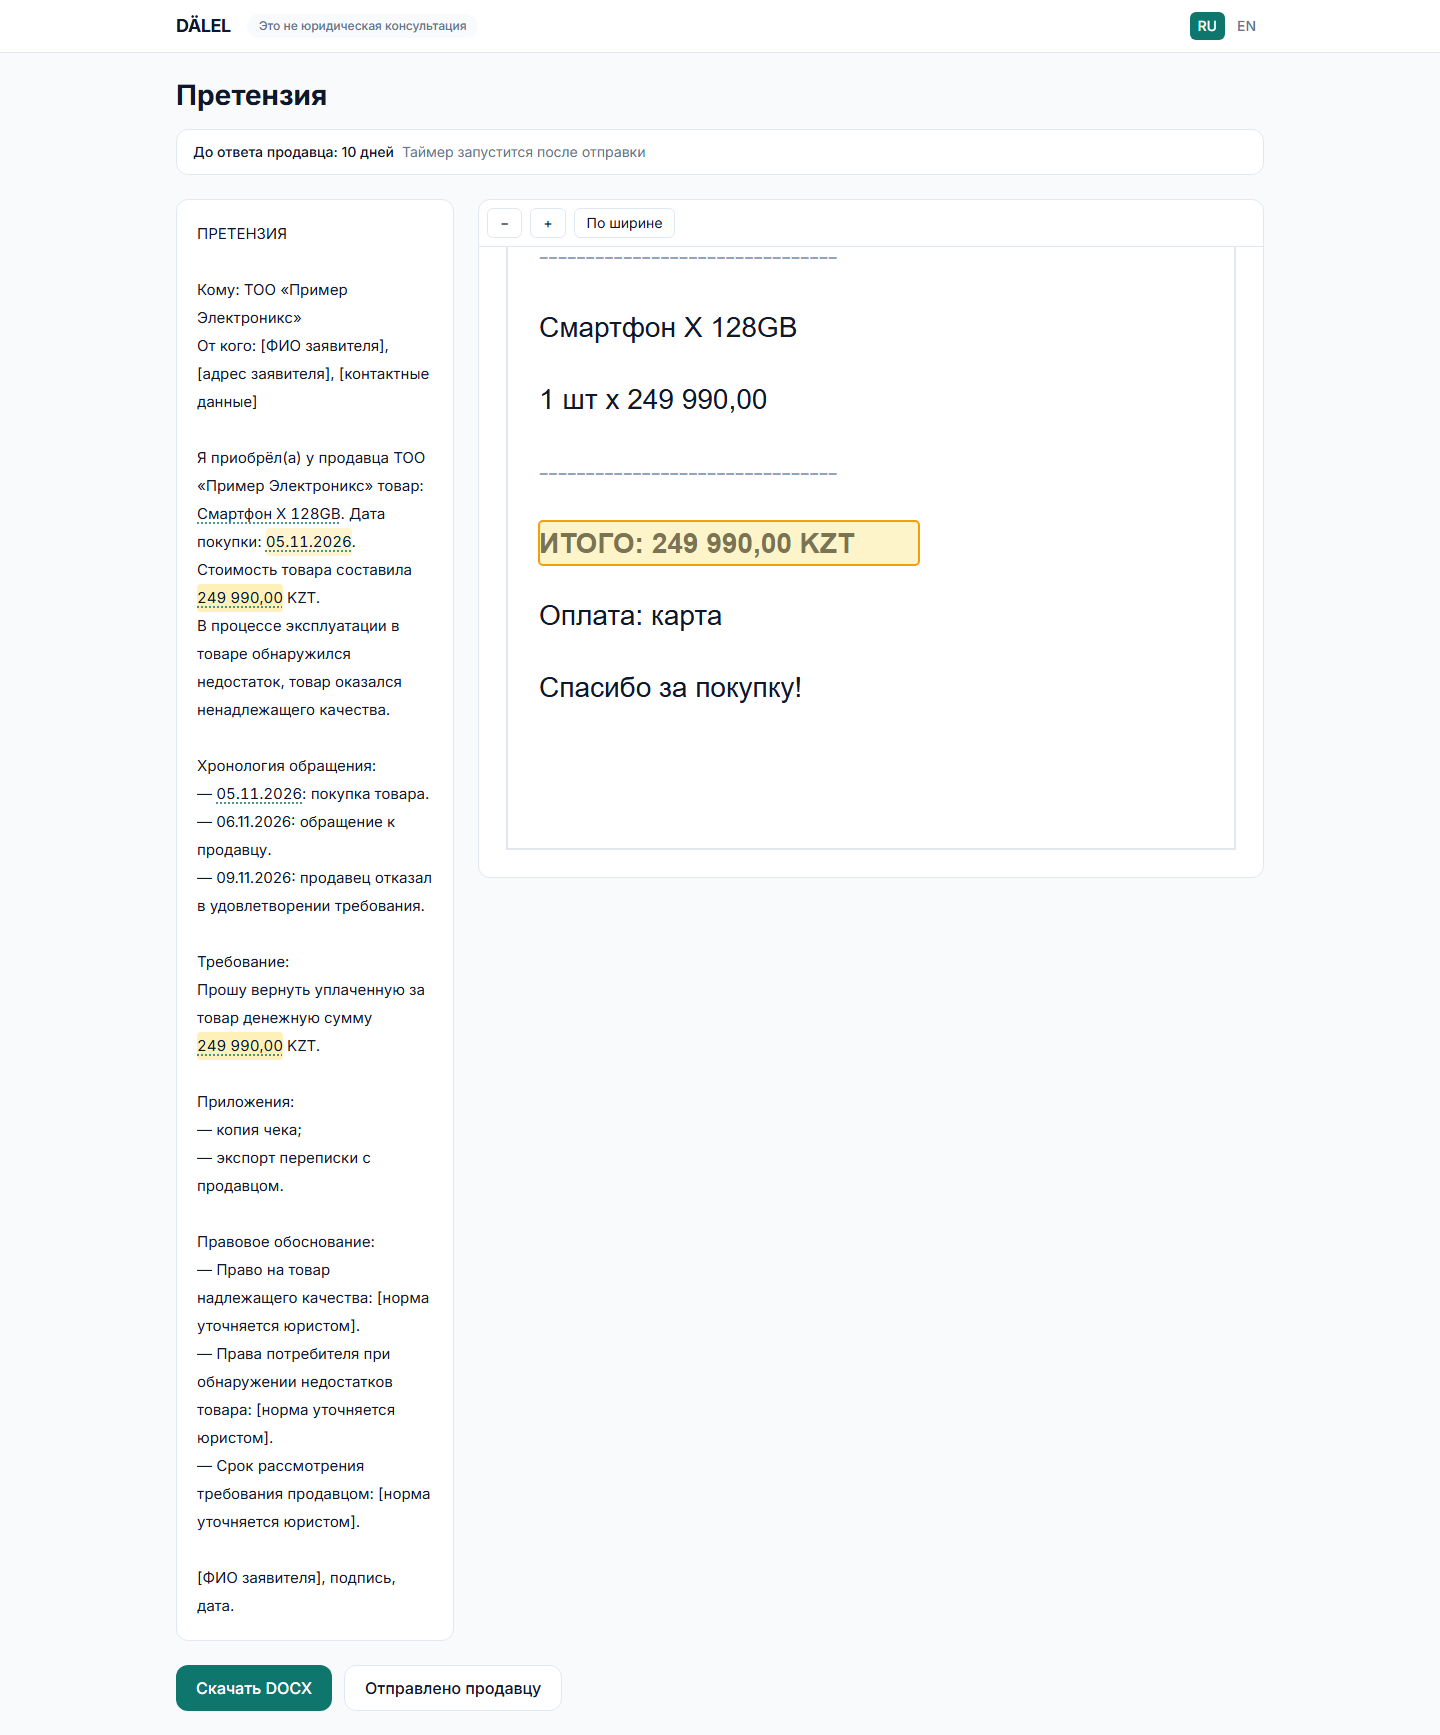 DÄLEL
Это не юридическая консультация
RU
EN
Претензия
До ответа продавца: 10 дней Таймер запустится после отправки
ПРЕТЕНЗИЯ
Кому: ТОО «Пример
Электроникс»
От кого: [ФИО заявителя],
[адрес заявителя], [контактные
данные]
Я приобрёл(а) у продавца ТОО
«Пример Электроникс» товар:
Смартфон X 128GB. Дата
покупки: 05.11.2026.
Стоимость товара составила
249 990,00 KZT.
В процессе эксплуатации в
товаре обнаружился
недостаток, товар оказался
ненадлежащего качества.
Хронология обращения:
— 05.11.2026: покупка товара.
— 06.11.2026: обращение к
продавцу.
— 09.11.2026: продавец отказал
в удовлетворении требования.
Требование:
Прошу вернуть уплаченную за
товар денежную сумму
249 990,00 KZT.
Приложения:
— копия чека;
— экспорт переписки с
продавцом.
Правовое обоснование:
— Право на товар
надлежащего качества: [норма
уточняется юристом].
— Права потребителя при
обнаружении недостатков
товара: [норма уточняется
юристом].
— Срок рассмотрения
требования продавцом: [норма
уточняется юристом].
[ФИО заявителя], подпись,
дата.
−
+
По ширине
--------------------------------
Смартфон X 128GB
1 шт x 249 990,00
--------------------------------
ИТОГО: 249 990,00 KZT
Оплата: карта
Спасибо за покупку!
Скачать DOCX
Отправлено продавцу